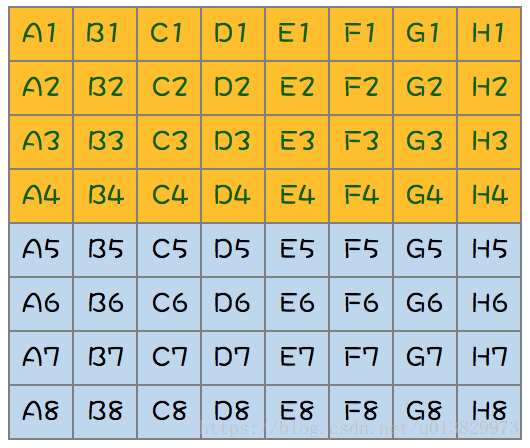 A1 B1 C1 D1 E1 F1 G1 H1
A2 B2 C2 D2 E2 F2 G2 H2
A3 B3 C3 D3 E3 F3 G3 H3
A4 B4 C4 D4 E4 F4 G4 H4
A5 B5 C5 D5 E5 F5 G5 H5
A6 B6 C6 D6 E6 F6 G6 H6
A7 B7 C7 D7 E7 F7 G7 H7
A8 B8 C8 D8 E8 F8 G8 H8
https://blog.csdn.net/u013829973